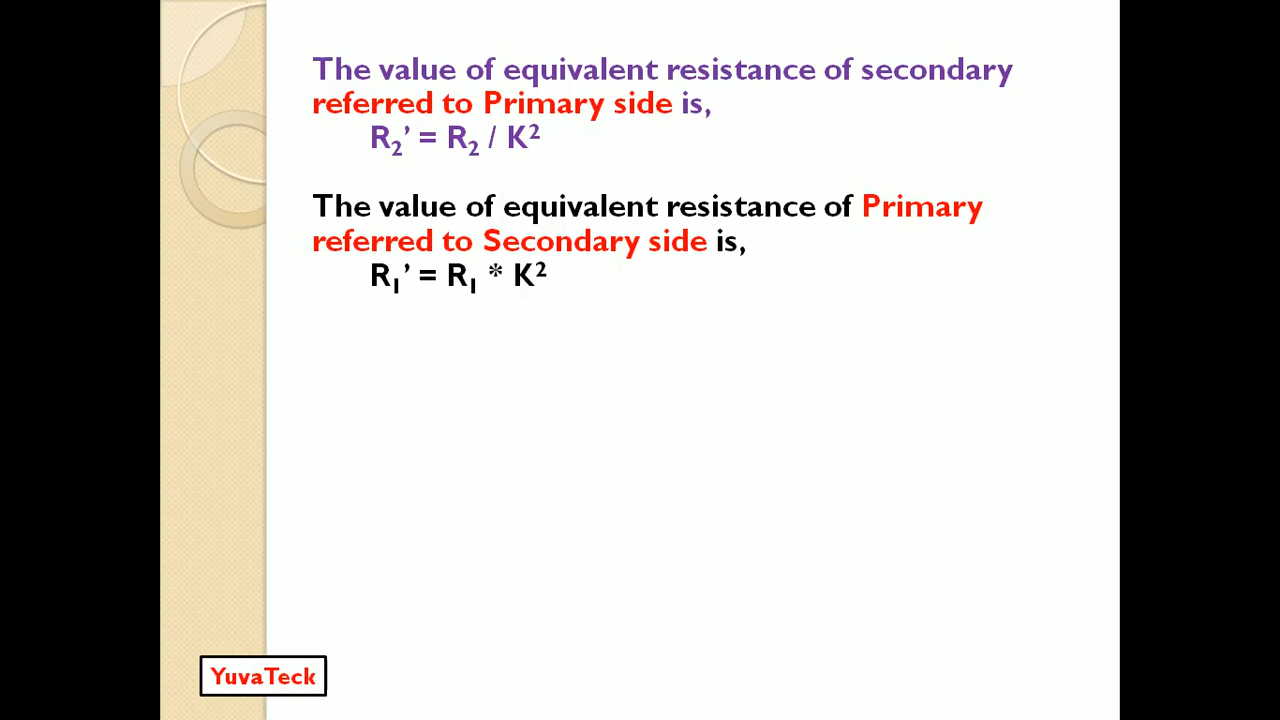 The value of equivalent resistance of secondary
referred to Primary side is,
R₂’ = R₂ / K²
The value of equivalent resistance of Primary
referred to Secondary side is,
R₁’ = R₁ * K²
YuvaTeck